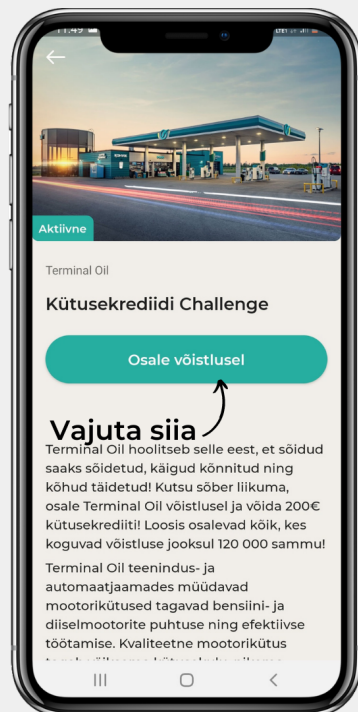 11:49
Aktiivne
Terminal Oil
Kütusekrediidi Challenge
Osale võistlusel
Vajuta siia
Terminal Oil hoolitseb selle eest, et sõidud
saaks sõidetud, käigud kõnnitud ning
kõhud täidetud! Kutsu sõber liikuma,
osale Terminal Oil võistlusel ja võida 200€
kütusekrediiti! Loosis osalevad kõik, kes
koguvad võistluse jooksul 120 000 sammu!
Terminal Oil teenindus- ja
automaatjaamades müüdavad
mootorikütused tagavad bensiini- ja
diiselmootorite puhtuse ning efektiivse
töötamise. Kvaliteetne mootorikütus